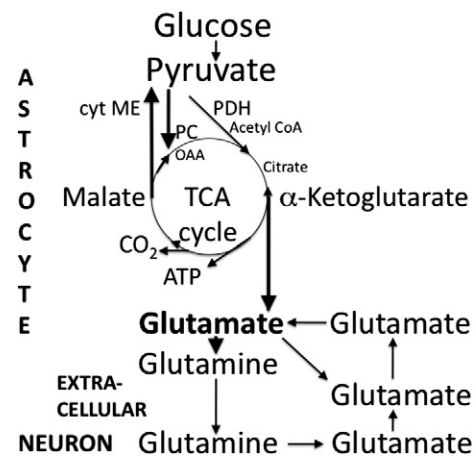 Glucose
Pyruvate
ASTROCYTE
cyt ME
PDH
PC
Acetyl CoA
OAA
Citrate
Malate
TCA
cycle
α-Ketoglutarate
CO2
ATP
Glutamate
Glutamate
Glutamine
EXTRA-
CELLULAR
Glutamate
NEURON
Glutamine
Glutamate